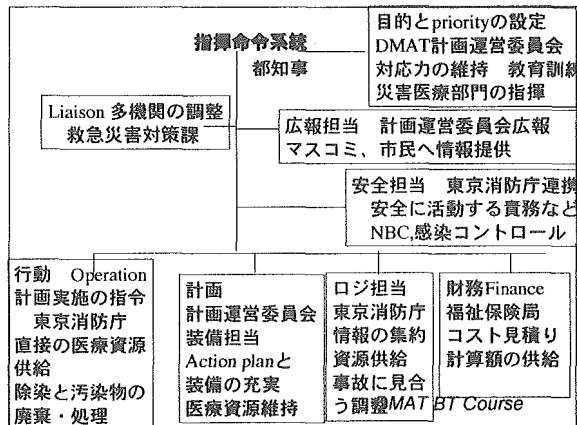 指揮命令系統
都知事
目的とpriorityの設定
DMAT計画運営委員会
対応力の維持 教育訓練
災害医療部門の指揮
Liaison 多機関の調整
救急災害対策課
広報担当 計画運営委員会広報
マスコミ、市民へ情報提供
安全担当 東京消防庁連携
安全に活動する責務など
NBC,感染コントロール
行動 Operation
計画実施の指令
東京消防庁
直接の医療資源
供給
除染と汚染物の
廃棄・処理
計画
計画運営委員会
装備担当
Action planと
装備の充実
医療資源維持
ロジ担当
東京消防庁
情報の集約
資源供給
事故に見合
う調整
財務Finance
福祉保険局
コスト見積り
計算額の供給
MAT BT Course